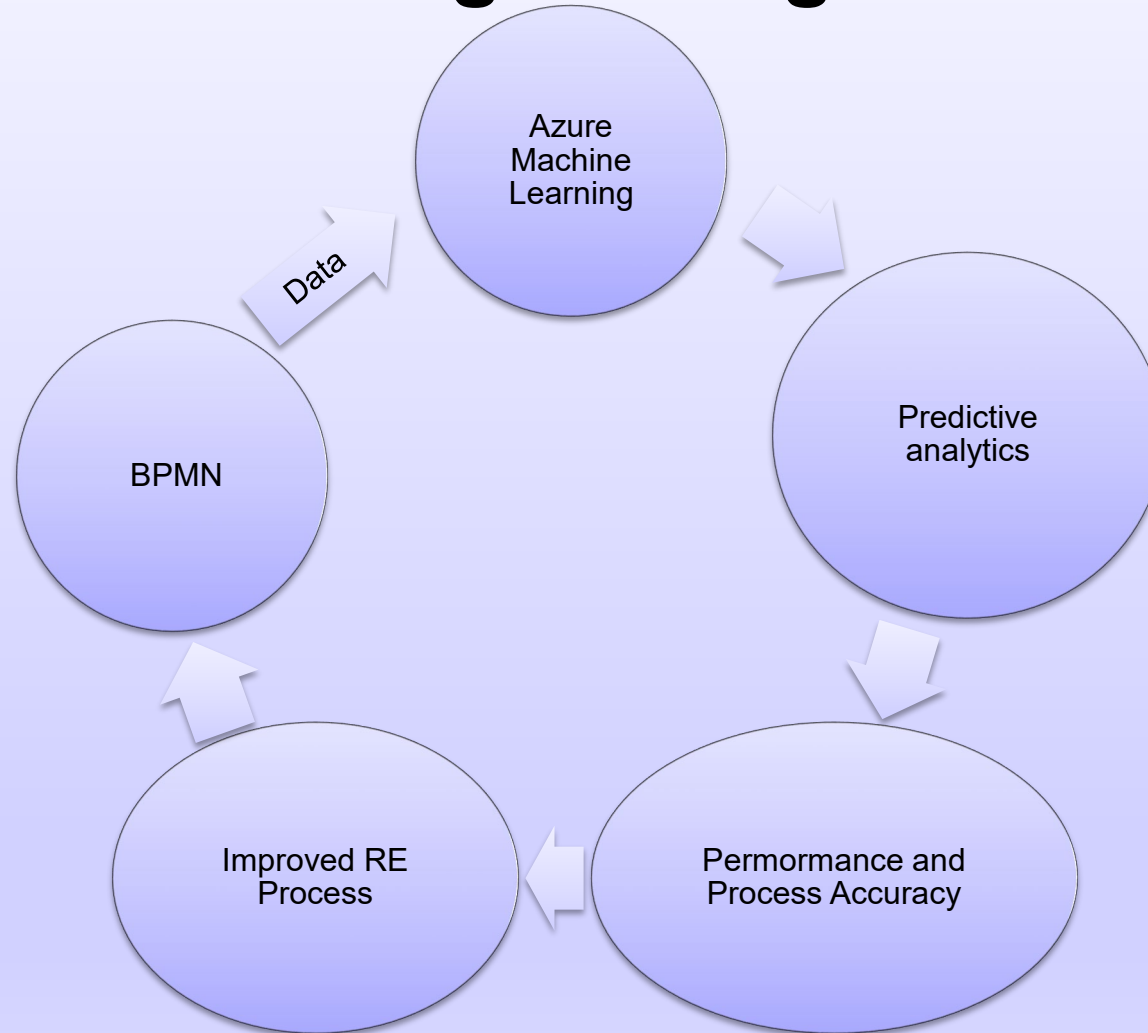 Azure
Machine
Learning
Data
Predictive
analytics
BPMN
Improved RE
Process
Permormance and
Process Accuracy